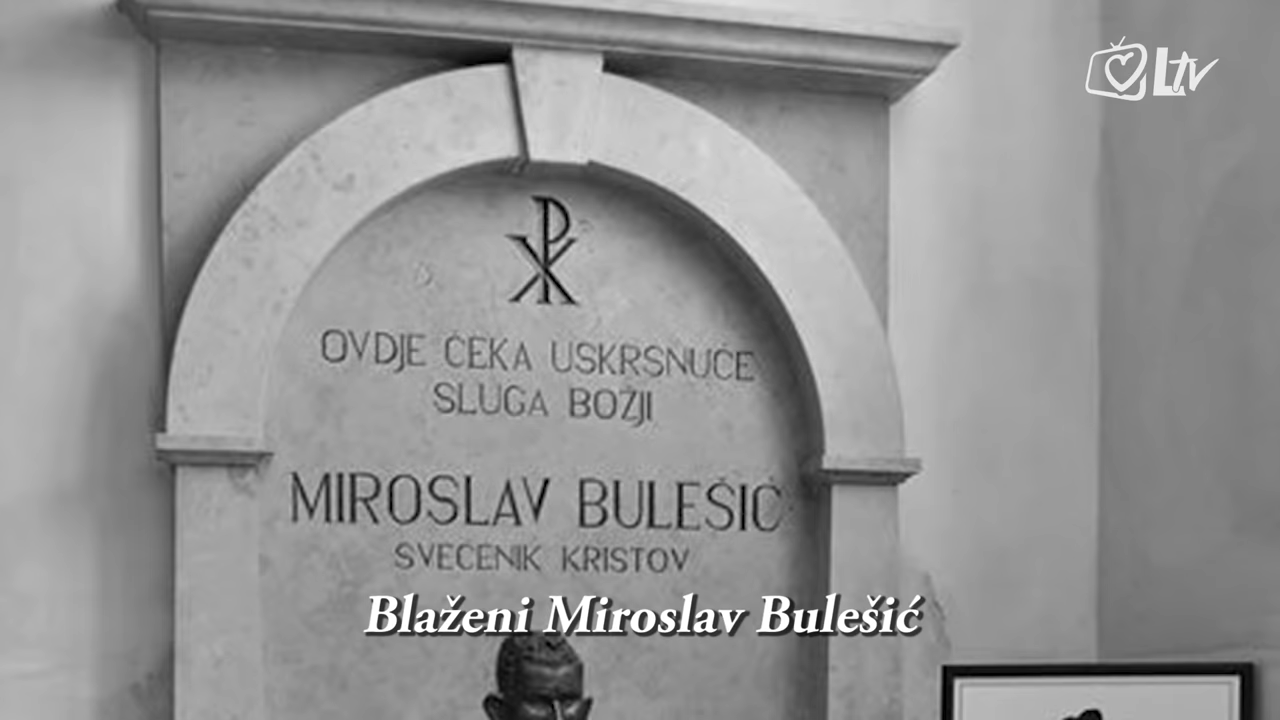 Ltv
OVDJE ČEKA USKRSNUĆE
SLUGA BOŽJI
MIROSLAV BULEŠIĆ
SVEĆENIK KRISTOV
Blaženi Miroslav Bulešić